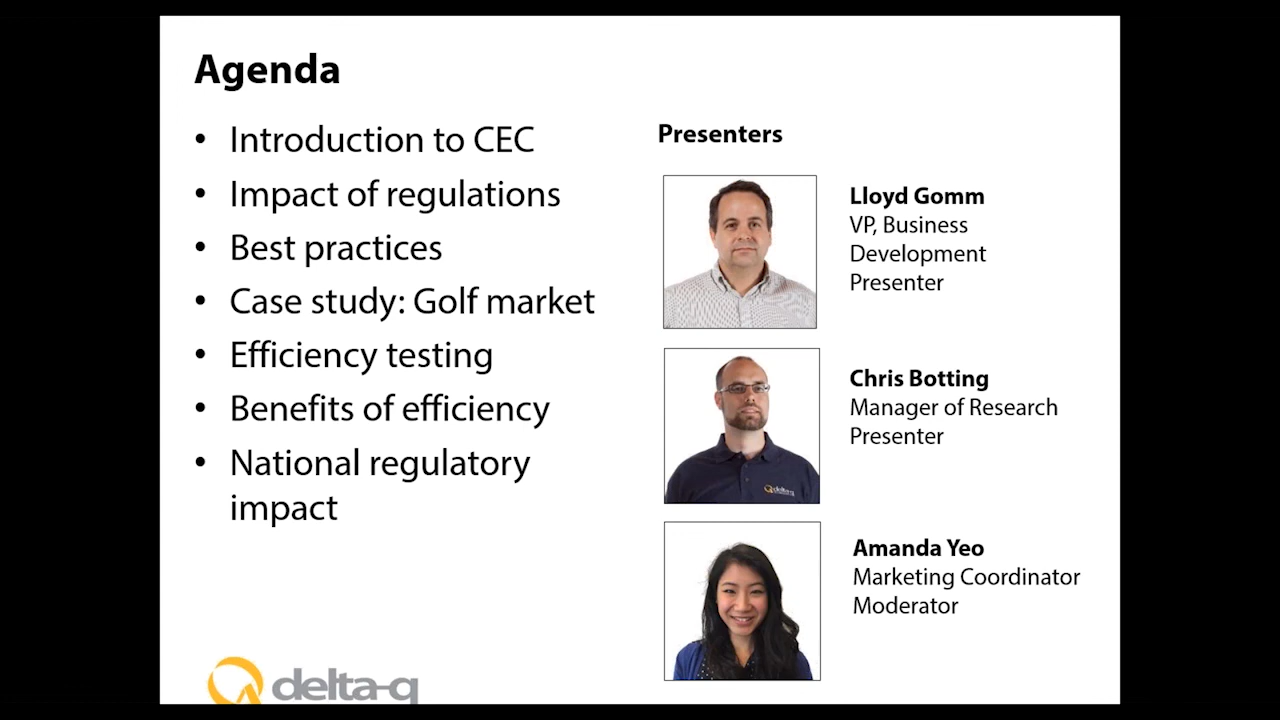 Agenda
• Introduction to CEC
• Impact of regulations
• Best practices
• Case study: Golf market
• Efficiency testing
• Benefits of efficiency
• National regulatory
impact
Presenters
Lloyd Gomm
VP, Business
Development
Presenter
Chris Botting
Manager of Research
Presenter
delta-q
Amanda Yeo
Marketing Coordinator
Moderator
delta-q